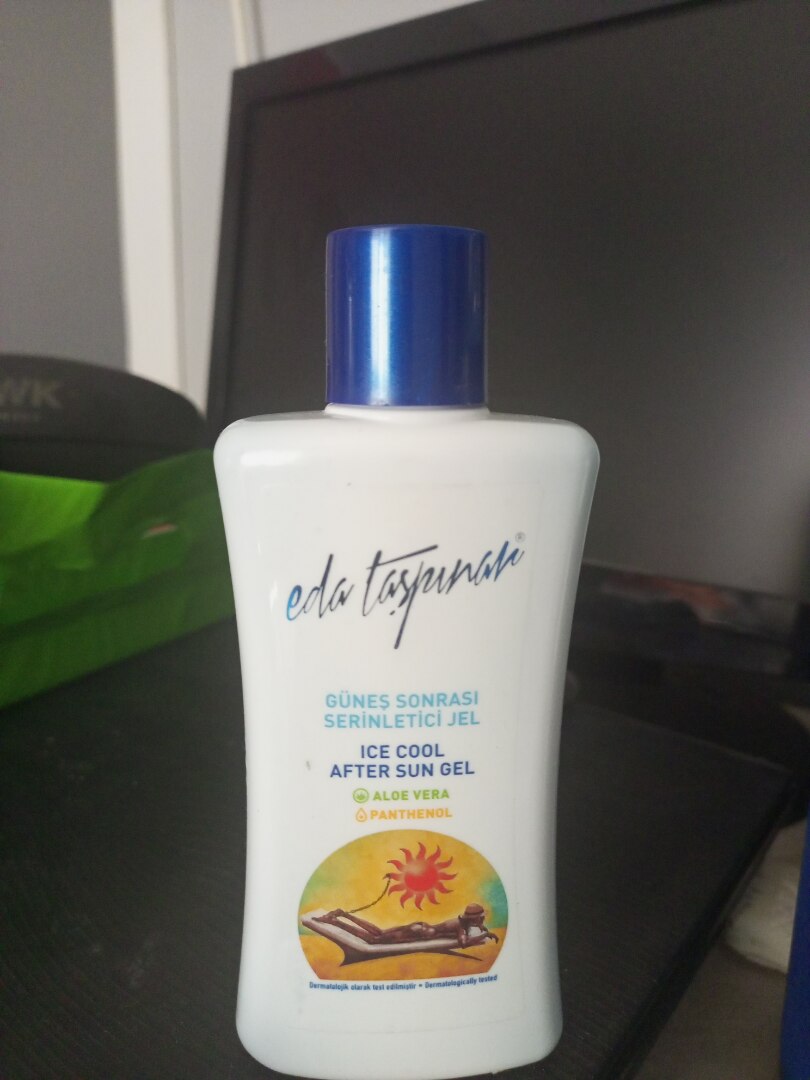 WK
eda taşpınar®
GÜNEŞ SONRASI
SERİNLETİCİ JEL
ICE COOL
AFTER SUN GEL
ALOE VERA
PANTHENOL
Dermatolojik olarak test edilmiştir • Dermatologically tested